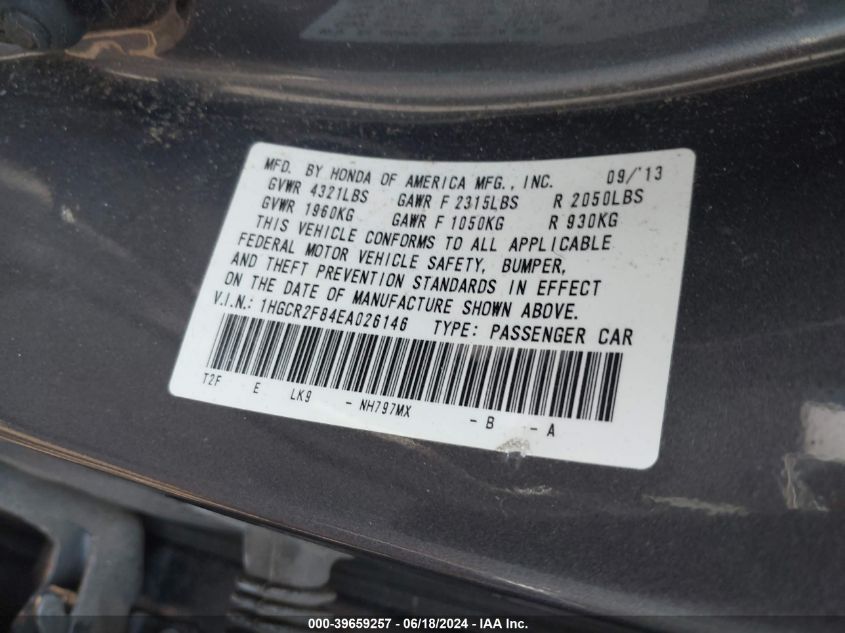 MFD. BY HONDA OF AMERICA MFG., INC. 09/'13
GVWR 4321LBS GAWR F 2315LBS R 2050LBS
GVWR 1960KG GAWR F 1050KG R 930KG
THIS VEHICLE CONFORMS TO ALL APPLICABLE
FEDERAL MOTOR VEHICLE SAFETY, BUMPER,
AND THEFT PREVENTION STANDARDS IN EFFECT
ON THE DATE OF MANUFACTURE SHOWN ABOVE.
V.I.N.: 1HGCR2F84EA026146 TYPE: PASSENGER CAR
T2F E LK9 - NH797MX - B - A
000-39659257 - 06/18/2024 - IAA Inc.